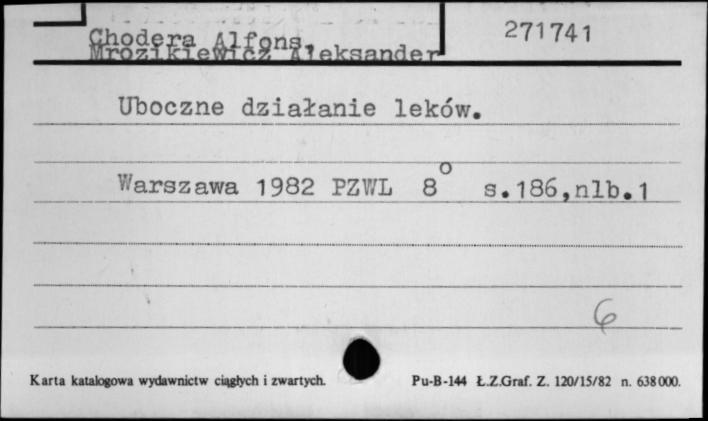 Chodera Alfons,
271741
Mrozikiewicz Aleksander
Uboczne działanie leków.
Warszawa 1982 PZWL 8° s.186,nlb.1
6
Karta katalogowa wydawnictw ciągłych i zwartych.
Pu-B-144 Ł.Z.Graf. Z. 120/15/82 n. 638000.